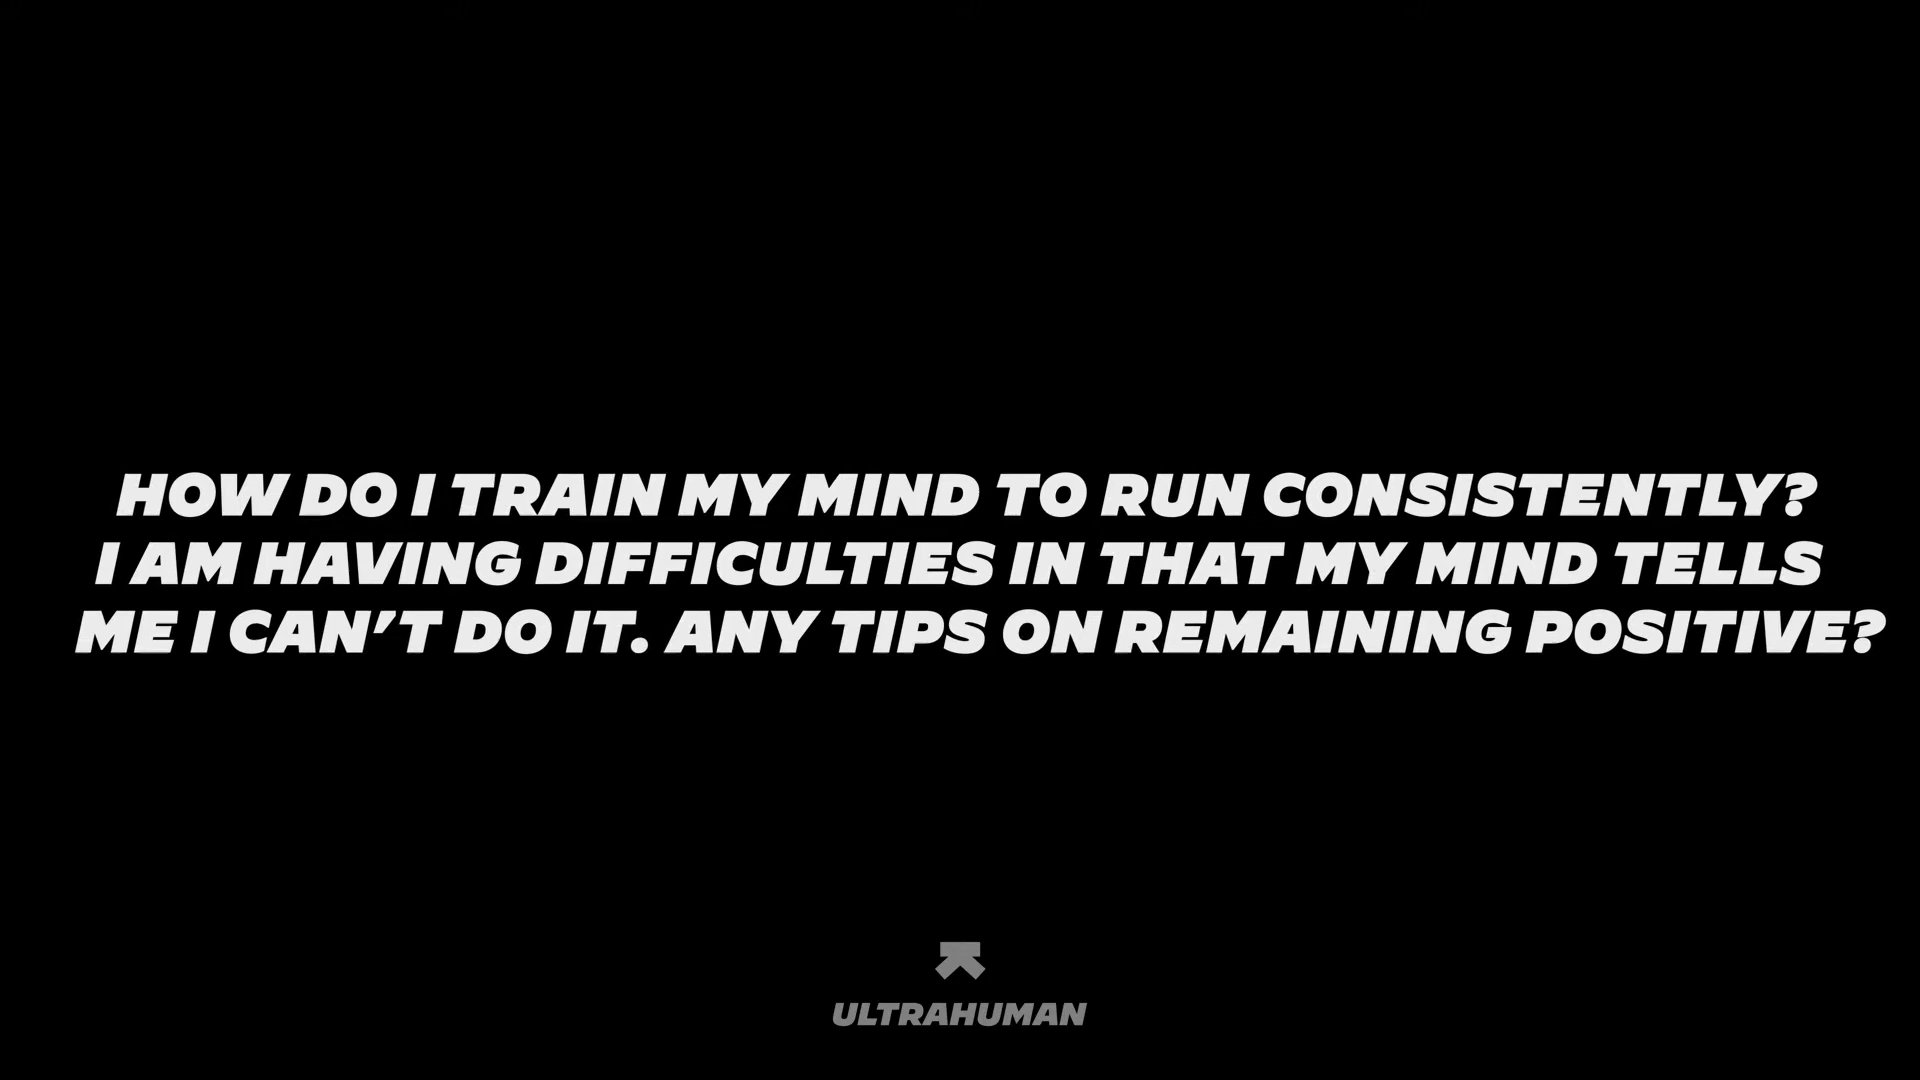 HOW DO I TRAIN MY MIND TO RUN CONSISTENTLY?
I AM HAVING DIFFICULTIES IN THAT MY MIND TELLS
ME I CAN’T DO IT. ANY TIPS ON REMAINING POSITIVE?
ULTRAHUMAN